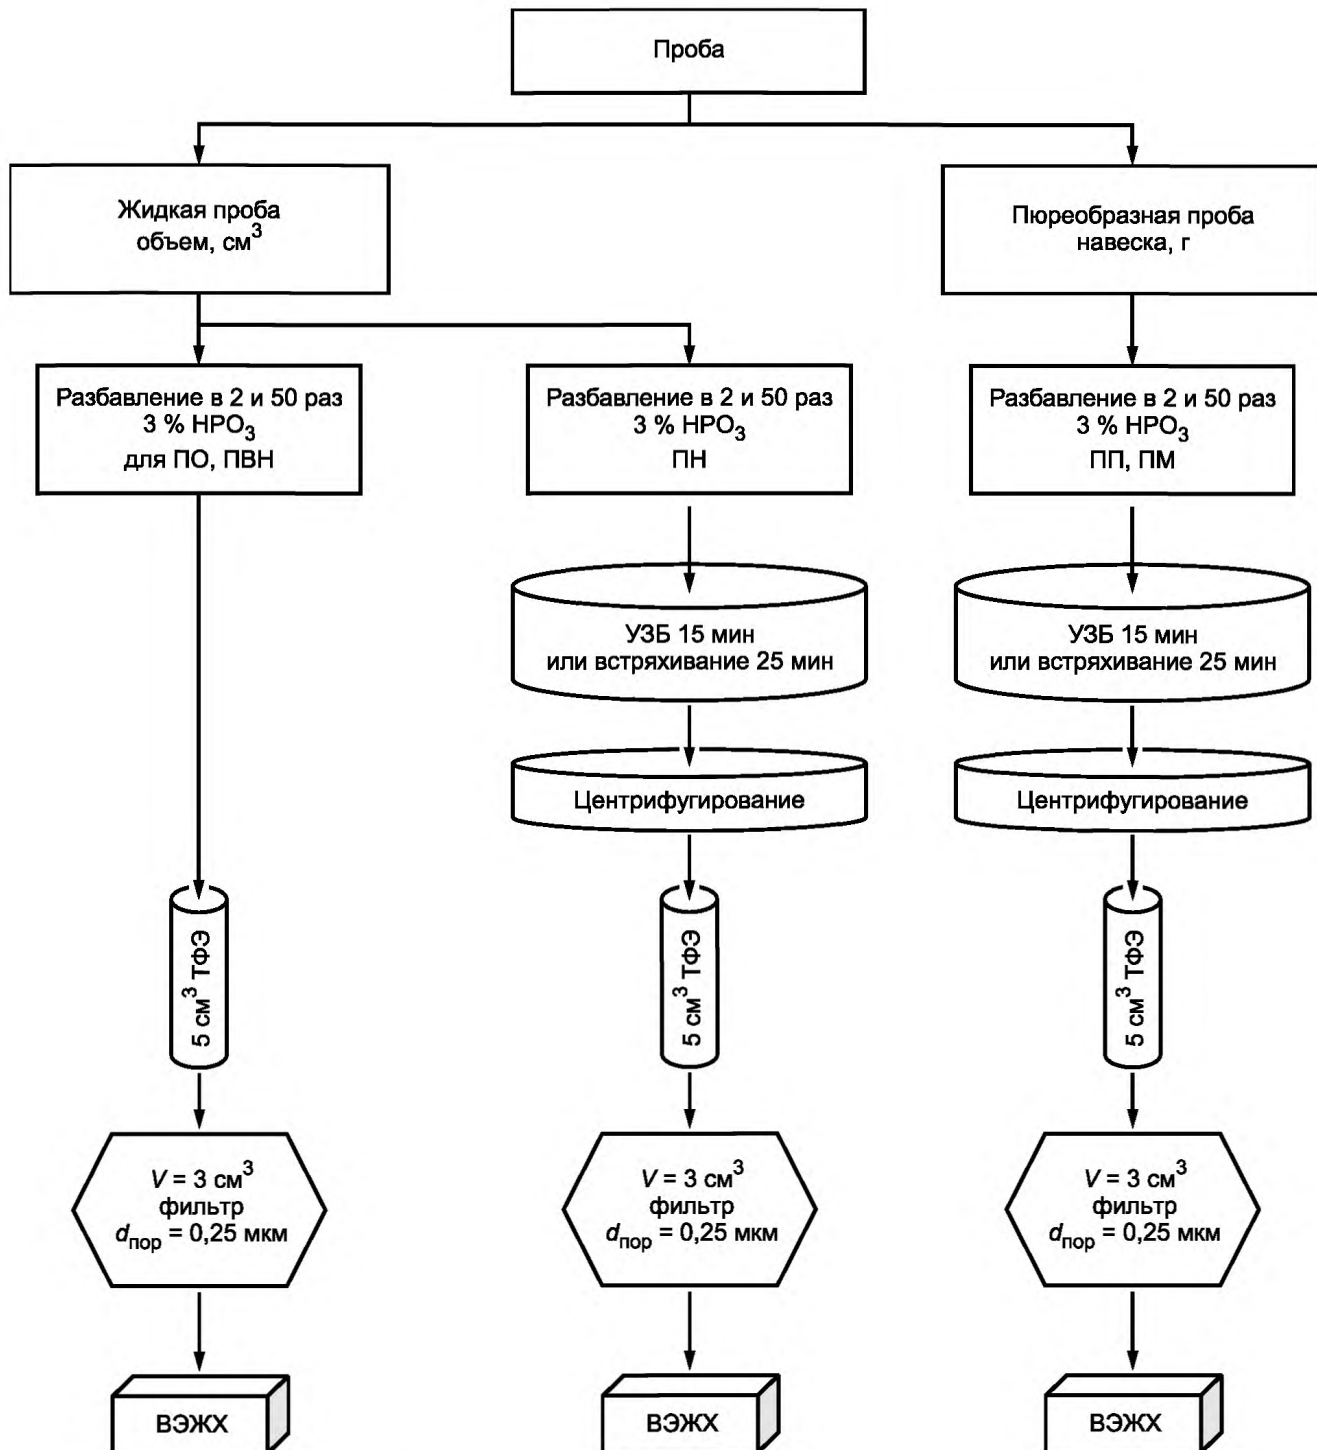 Проба
Жидкая проба
объем, см³
Пюреобразная проба
навеска, г
Разбавление в 2 и 50 раз
3 % HPO₃
для ПО, ПВН
Разбавление в 2 и 50 раз
3 % HPO₃
ПН
Разбавление в 2 и 50 раз
3 % HPO₃
ПП, ПМ
УЗБ 15 мин
или встряхивание 25 мин
УЗБ 15 мин
или встряхивание 25 мин
Центрифугирование
Центрифугирование
5 см³ ТФЭ
5 см³ ТФЭ
5 см³ ТФЭ
V = 3 см³
фильтр
dпор = 0,25 мкм
V = 3 см³
фильтр
dпор = 0,25 мкм
V = 3 см³
фильтр
dпор = 0,25 мкм
ВЭЖХ
ВЭЖХ
ВЭЖХ